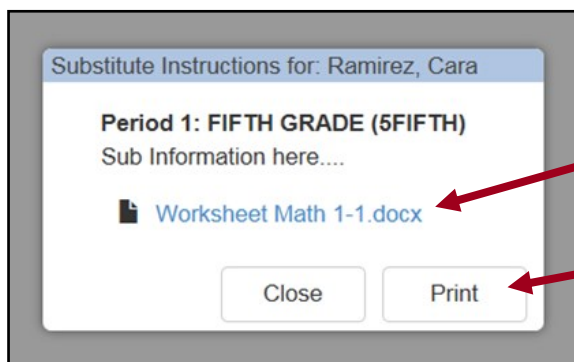 Substitute Instructions for: Ramirez, Cara
Period 1: FIFTH GRADE (5FIFTH)
Sub Information here....
Worksheet Math 1-1.docx
Close Print